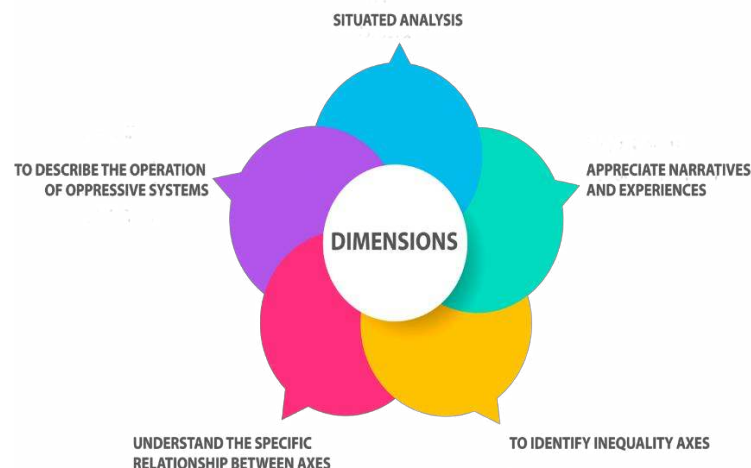 SITUATED ANALYSIS
TO DESCRIBE THE OPERATION
OF OPPRESSIVE SYSTEMS
APPRECIATE NARRATIVES
AND EXPERIENCES
DIMENSIONS
UNDERSTAND THE SPECIFIC
RELATIONSHIP BETWEEN AXES
TO IDENTIFY INEQUALITY AXES